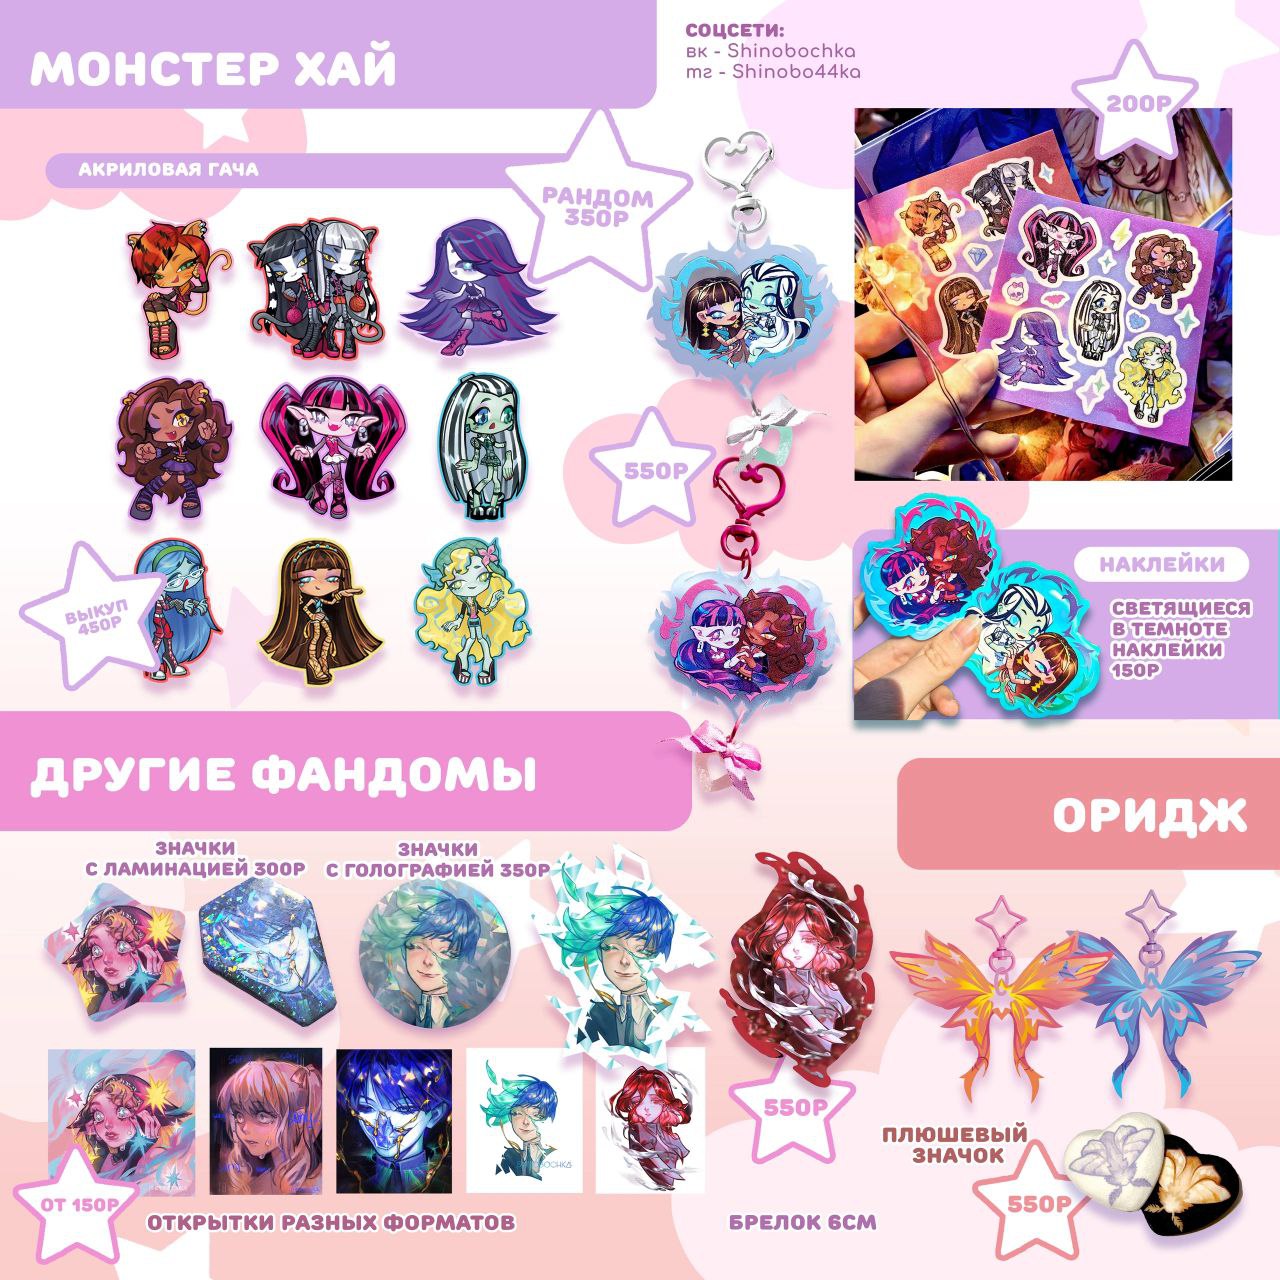 МОНСТЕР ХАЙ
СОЦСЕТИ:
вк - Shinobochka
тг - Shinobo44ka
200Р
АКРИЛОВАЯ ГАЧА
РАНДОМ
350Р
550Р
ВЫКУП
450Р
НАКЛЕЙКИ
СВЕТЯЩИЕСЯ
В ТЕМНОТЕ
НАКЛЕЙКИ
150Р
ДРУГИЕ ФАНДОМЫ
ОРИДЖ
ЗНАЧКИ
С ЛАМИНАЦИЕЙ 300Р
ЗНАЧКИ
С ГОЛОГРАФИЕЙ 350Р
550Р
ПЛЮШЕВЫЙ
ЗНАЧОК
550Р
ОТ 150Р
ОТКРЫТКИ РАЗНЫХ ФОРМАТОВ
БРЕЛОК 6СМ